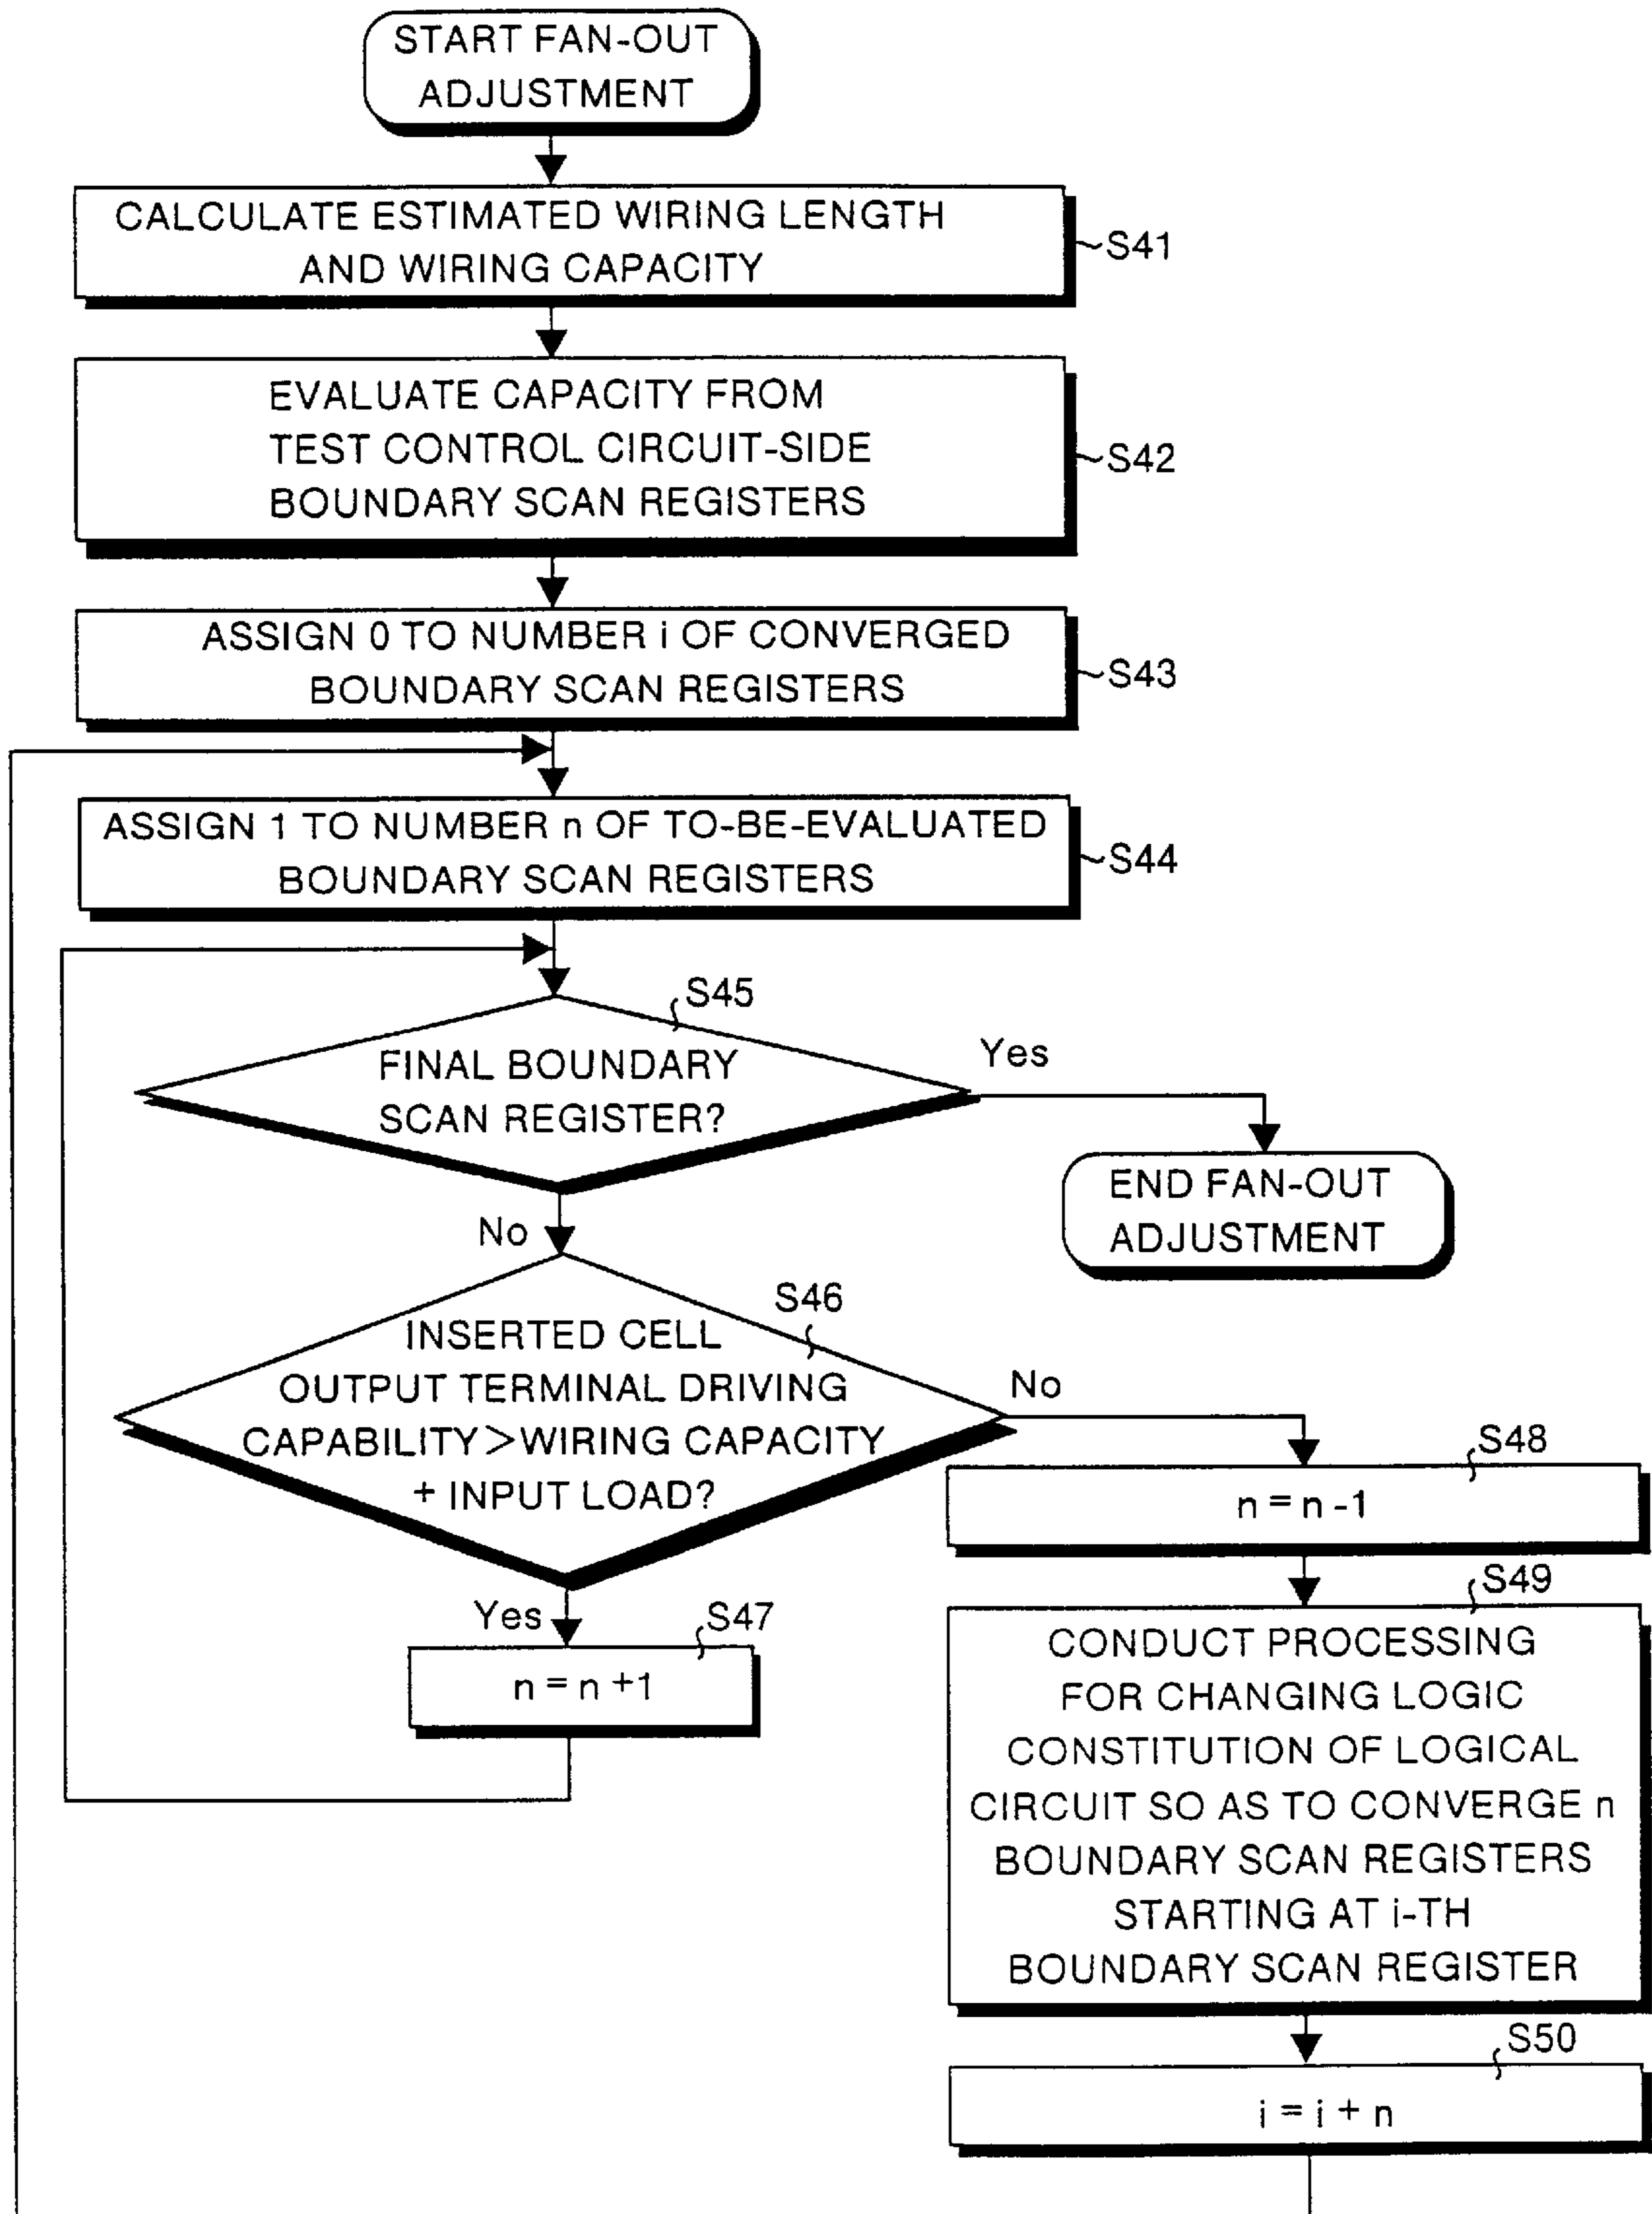 START FAN-OUT
ADJUSTMENT
CALCULATE ESTIMATED WIRING LENGTH
AND WIRING CAPACITY
S41
EVALUATE CAPACITY FROM
TEST CONTROL CIRCUIT-SIDE
BOUNDARY SCAN REGISTERS
S42
ASSIGN 0 TO NUMBER i OF CONVERGED
BOUNDARY SCAN REGISTERS
S43
ASSIGN 1 TO NUMBER n OF TO-BE-EVALUATED
BOUNDARY SCAN REGISTERS
S44
S45
FINAL BOUNDARY
SCAN REGISTER?
Yes
END FAN-OUT
ADJUSTMENT
No
S46
INSERTED CELL
OUTPUT TERMINAL DRIVING
CAPABILITY>WIRING CAPACITY
+ INPUT LOAD?
No
S48
n = n -1
Yes
S47
n = n +1
S49
CONDUCT PROCESSING
FOR CHANGING LOGIC
CONSTITUTION OF LOGICAL
CIRCUIT SO AS TO CONVERGE n
BOUNDARY SCAN REGISTERS
STARTING AT i-TH
BOUNDARY SCAN REGISTER
S50
i = i + n